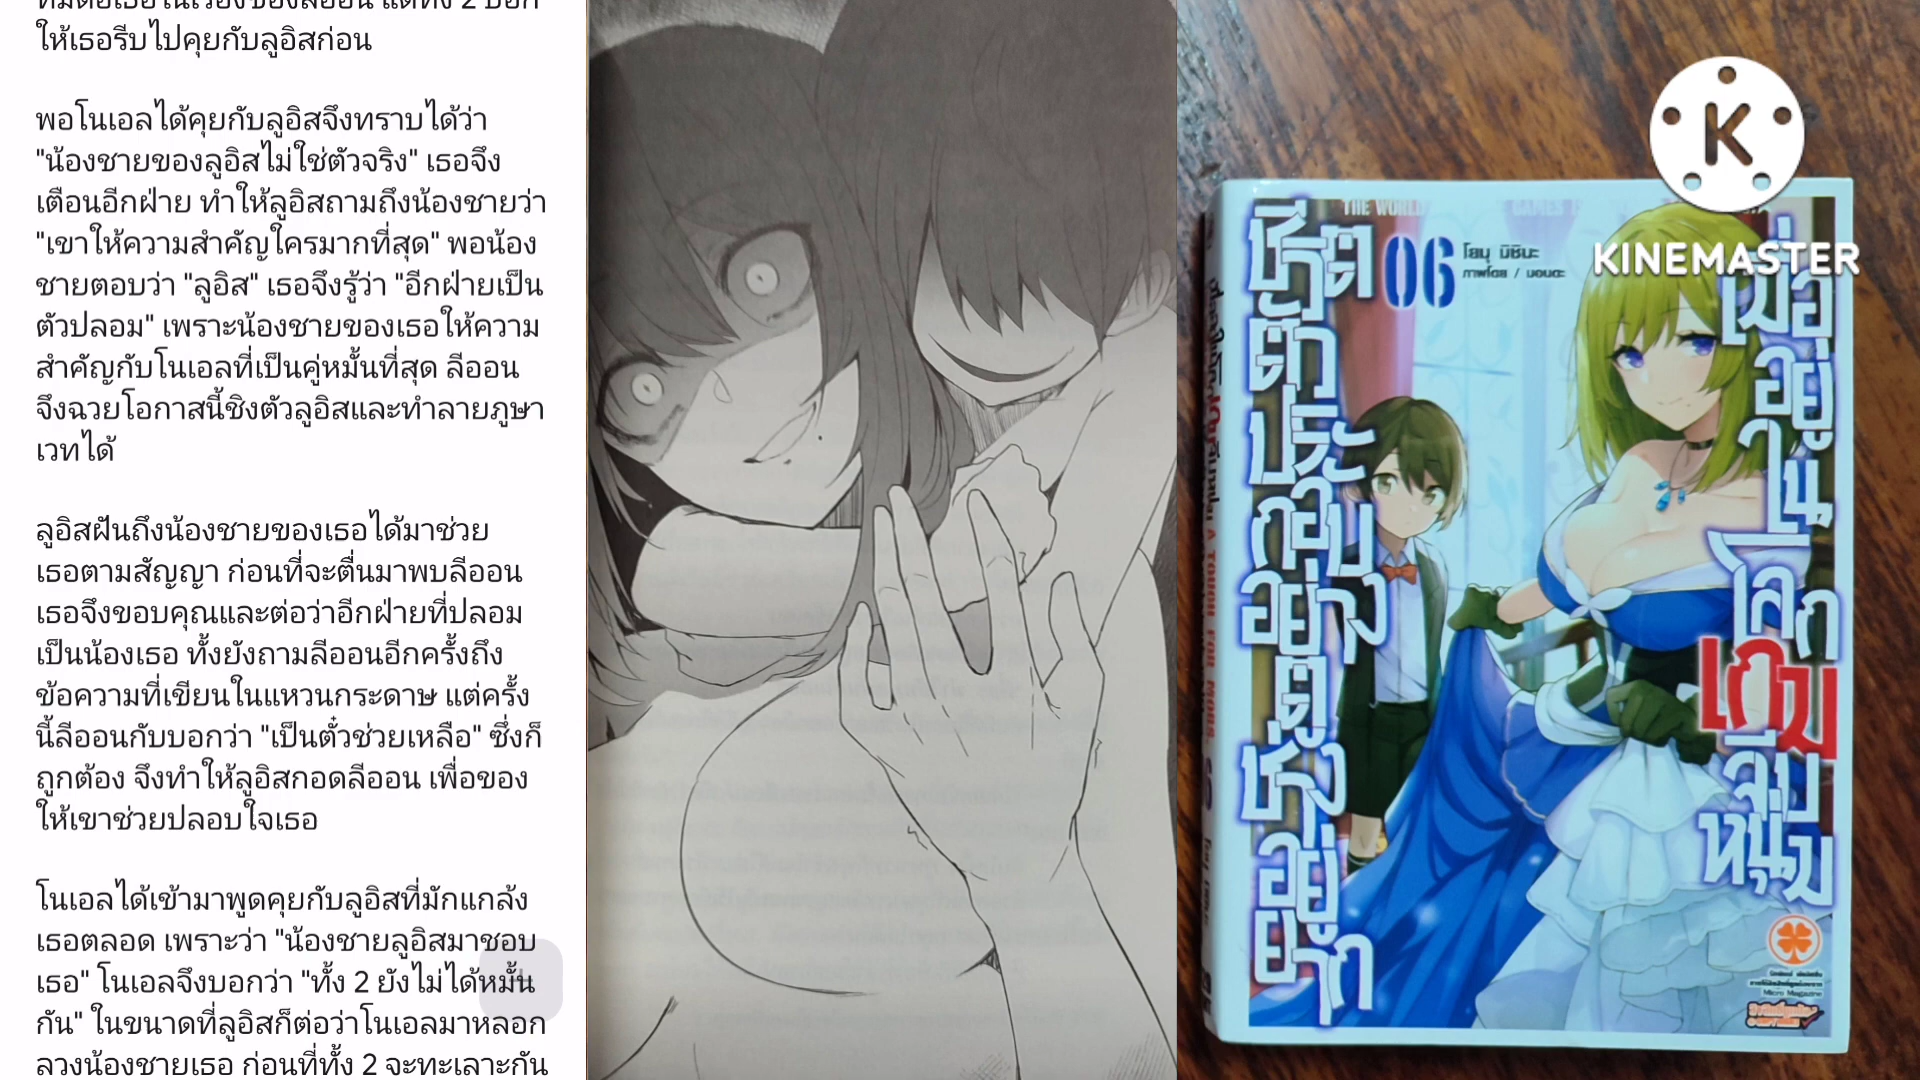 ให้เธอรีบไปคุยกับลูอิสก่อน
พอโนเอลได้คุยกับลูอิสจึงทราบได้ว่า
"น้องชายของลูอิสไม่ใช่ตัวจริง" เธอจึง
เตือนอีกฝ่าย ทำให้ลูอิสถามถึงน้องชายว่า
"เขาให้ความสำคัญใครมากที่สุด" พอน้อง
ชายตอบว่า "ลูอิส" เธอจึงรู้ว่า "อีกฝ่ายเป็น
ตัวปลอม" เพราะน้องชายของเธอให้ความ
สำคัญกับโนเอลที่เป็นคู่หมั้นที่สุด ลีออน
จึงฉวยโอกาสนี้ชิงตัวลูอิสและทำลายภูษา
เวทได้
ลูอิสฝันถึงน้องชายของเธอได้มาช่วย
เธอตามสัญญา ก่อนที่จะตื่นมาพบลีออน
เธอจึงขอบคุณและต่อว่าอีกฝ่ายที่ปลอม
เป็นน้องเธอ ทั้งยังถามลีออนอีกครั้งถึง
ข้อความที่เขียนในแหวนกระดาษ แต่ครั้ง
นี้ลีออนกับบอกว่า "เป็นตั๋วช่วยเหลือ" ซึ่งก็
ถูกต้อง จึงทำให้ลูอิสกอดลีออน เพื่อของ
ให้เขาช่วยปลอบใจเธอ
โนเอลได้เข้ามาพูดคุยกับลูอิสที่มักแกล้ง
เธอตลอด เพราะว่า "น้องชายลูอิสมาชอบ
เธอ" โนเอลจึงบอกว่า "ทั้ง 2 ยังไม่ได้หมั้น
กัน" ในขนาดที่ลูอิสก็ต่อว่าโนเอลมาหลอก
ลวงน้องชายเธอ ก่อนที่ทั้ง 2 จะทะเลาะกัน
K
KINEMASTER
THE WORLD
06
โยมุ มิชิมะ
ภาพโดย / มอนดะ
ชีวิตตัวประกอบอย่างตูช่างอยู่ยาก
เมื่ออยู่ในโลกเกมจีบหนุ่ม
Micro Magazine